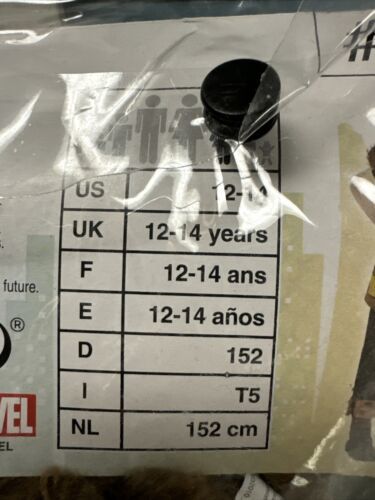 US 12-14
UK 12-14 years
s.
F 12-14 ans
future.
E 12-14 años
®
D 152
I T5
VEL
NL 152 cm
EL